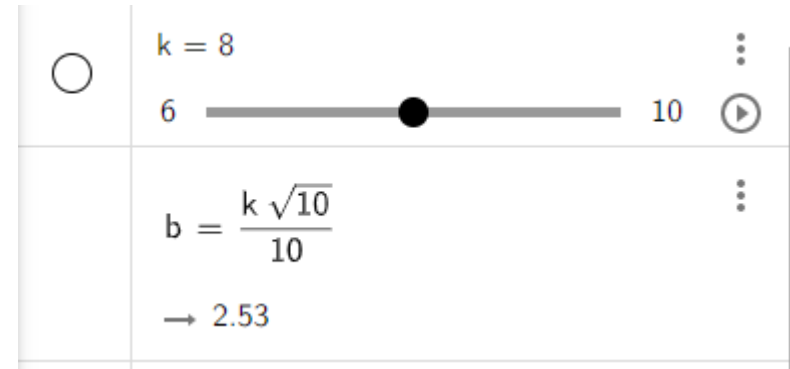 k = 8
6 10
b = k √10 / 10
→ 2.53